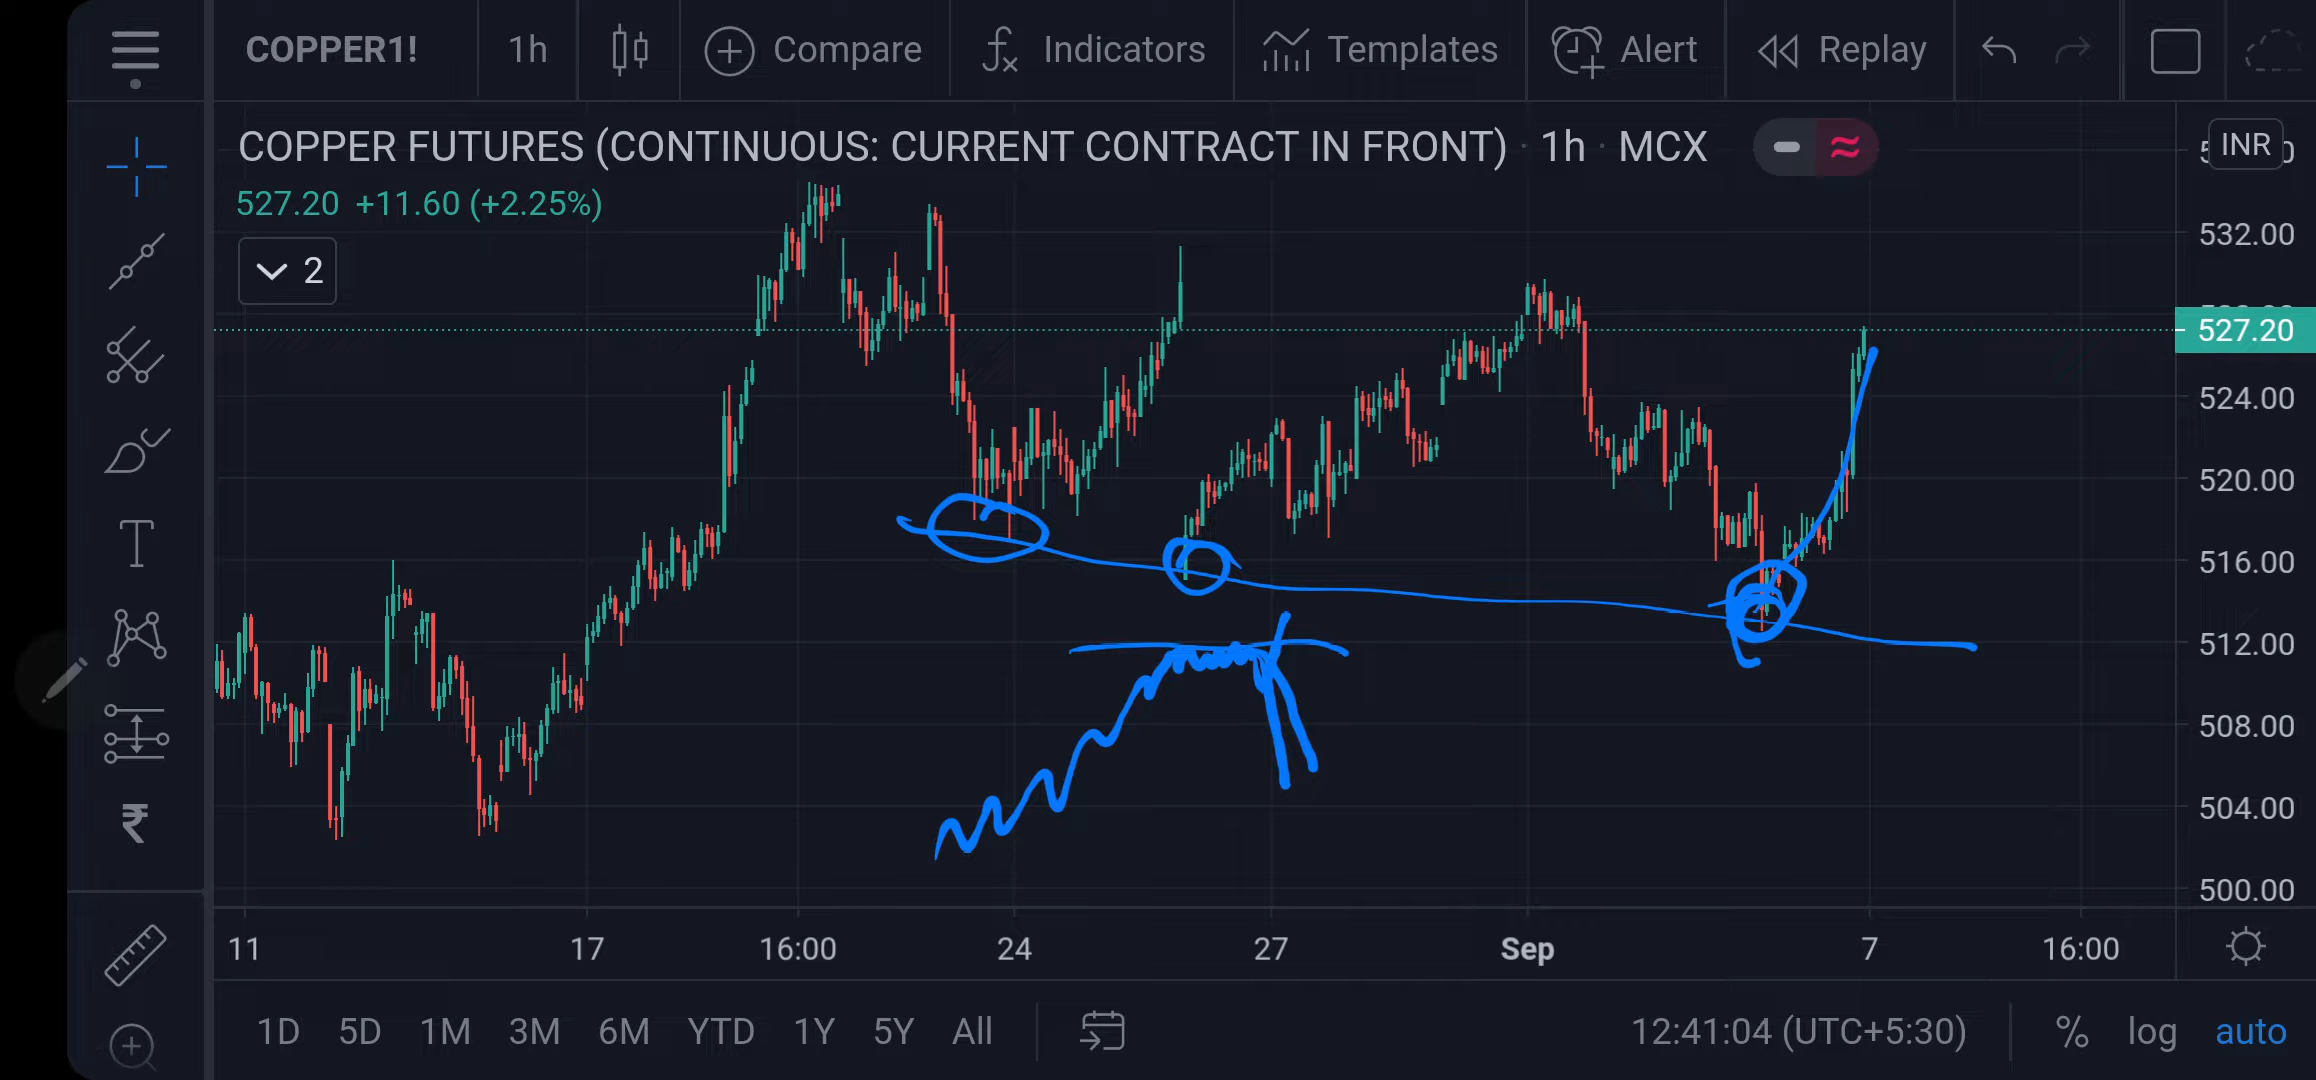 COPPER1! 1h Compare Indicators Templates Alert Replay
COPPER FUTURES (CONTINUOUS: CURRENT CONTRACT IN FRONT) · 1h · MCX
INR
527.20 +11.60 (+2.25%)
2
532.00
527.20
524.00
520.00
516.00
512.00
508.00
504.00
500.00
11 17 16:00 24 27 Sep 7 16:00
1D 5D 1M 3M 6M YTD 1Y 5Y All 12:41:04 (UTC+5:30) % log auto